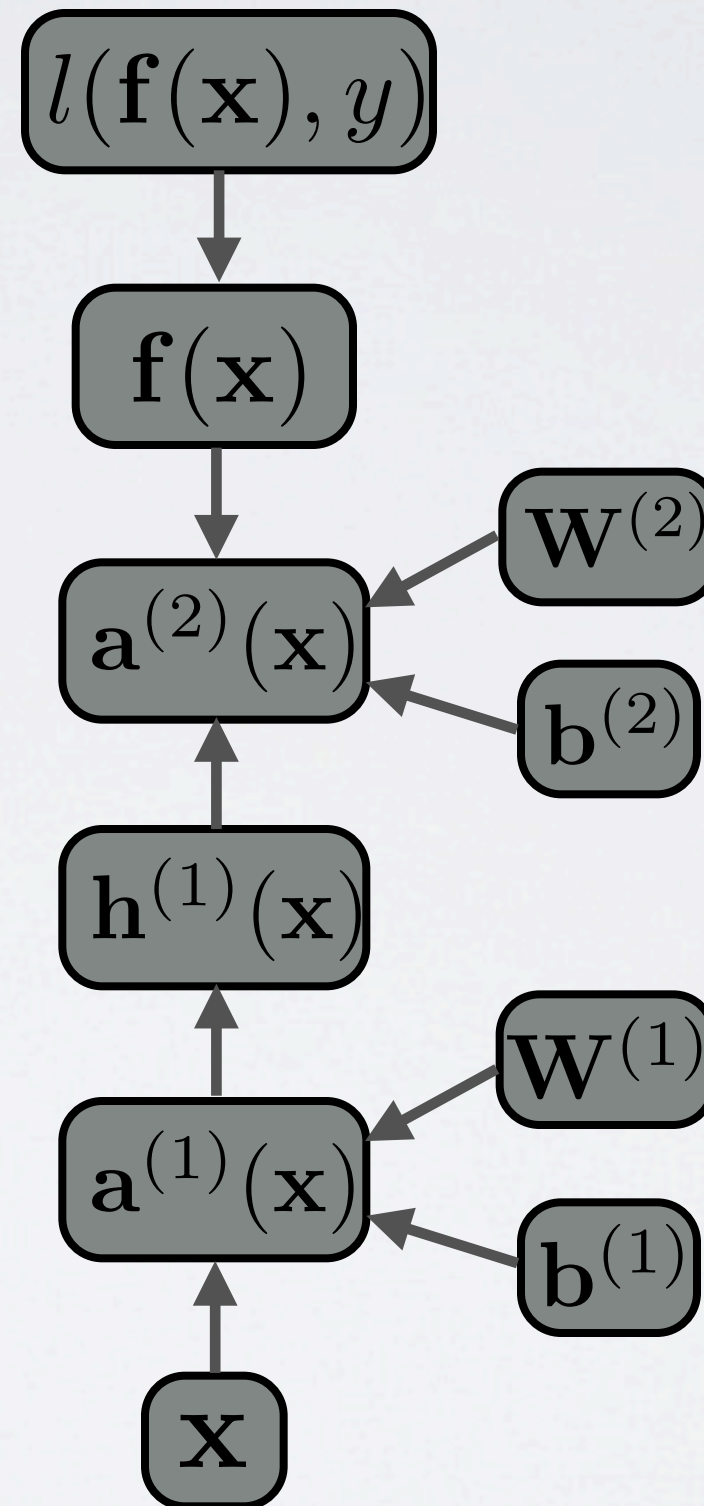 l(f(x), y)
f(x)
W⁽²⁾
a⁽²⁾(x)
b⁽²⁾
h⁽¹⁾(x)
W⁽¹⁾
a⁽¹⁾(x)
b⁽¹⁾
x